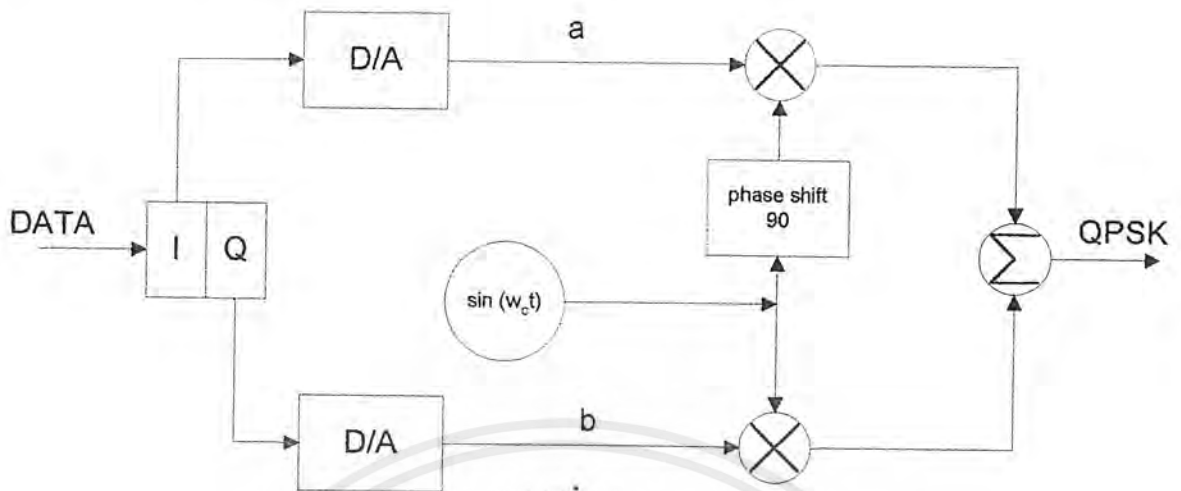 a
D/A
phase shift
90
DATA
I Q
QPSK
Σ
sin (w_c t)
b
D/A